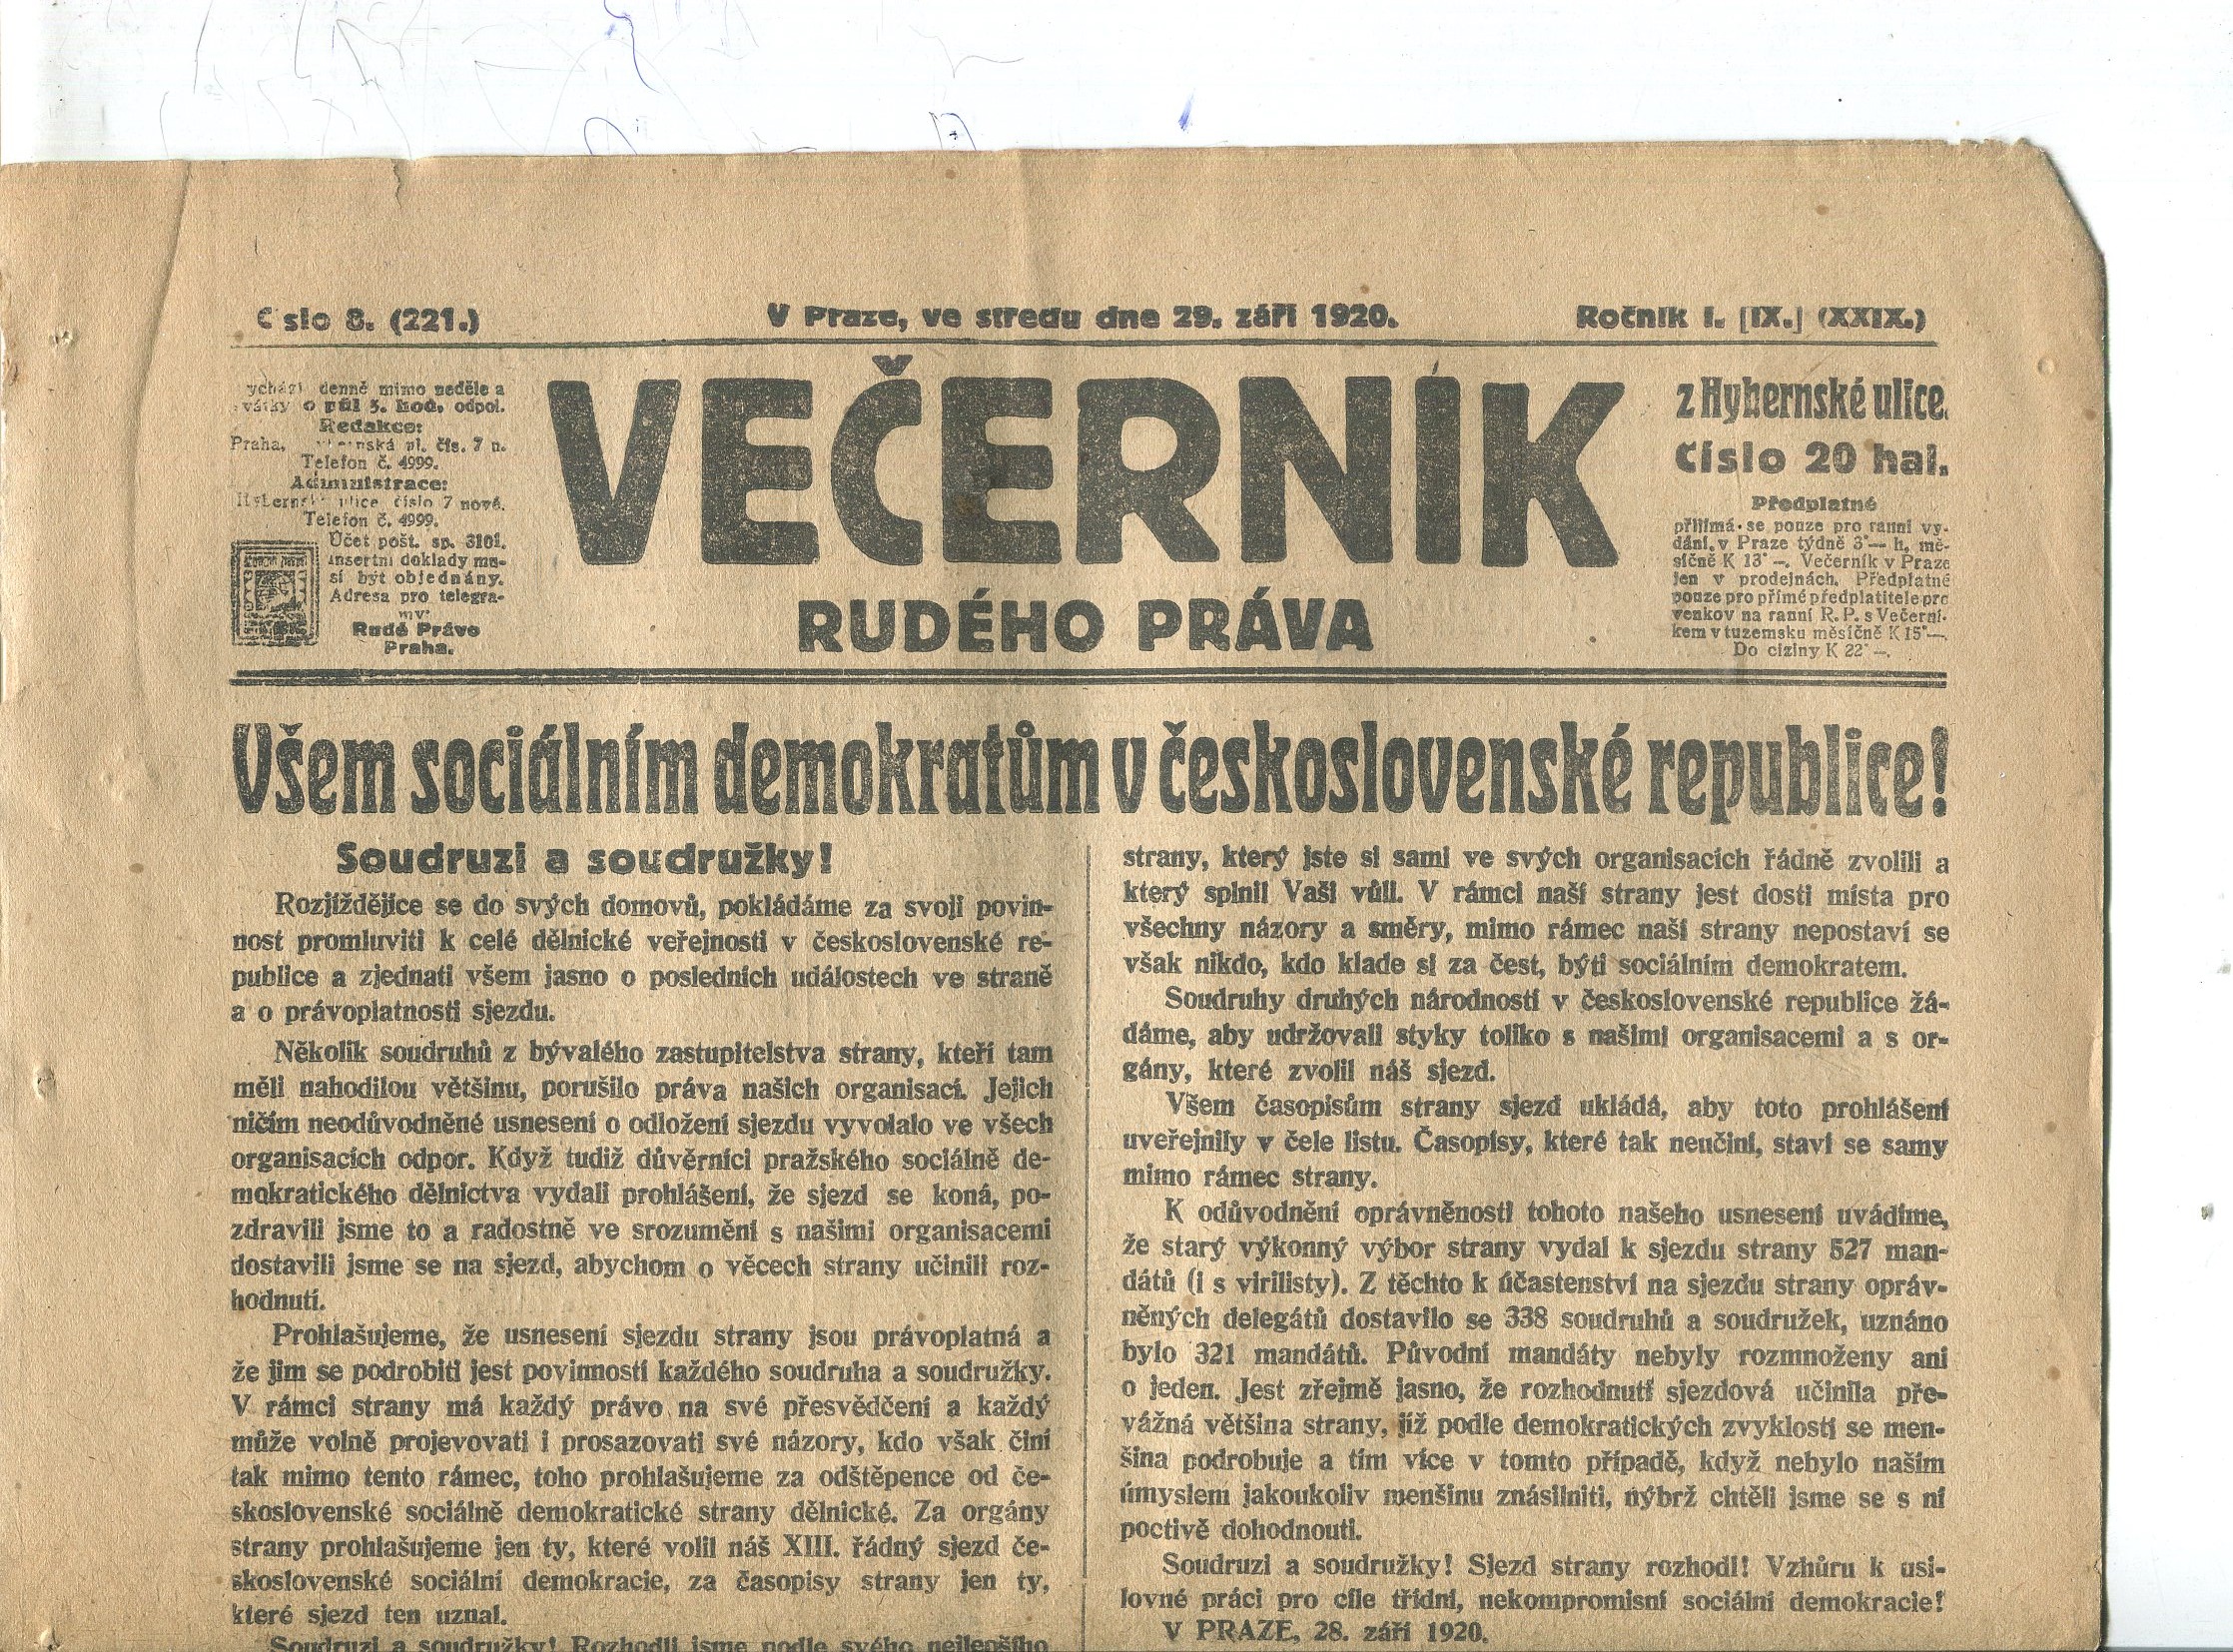 Č slo 8. (221.)
V Praze, ve středu dne 29. září 1920.
Ročník I. [IX.] (XXIX.)
ychází denně mimo neděle a
svátky o půl 5. hod. odpol.
Redakce:
Praha, ul. čís. 7 n.
Telefon č. 4999.
Administrace:
Hybernská ulice číslo 7 nové.
Telefon č. 4999.
Účet pošt. sp. 3101.
Insertní doklady mu-
sí být objednány.
Adresa pro telegra-
my:
Rudé Právo
Praha.
VEČERNÍK
RUDÉHO PRÁVA
z Hybernské ulice.
Číslo 20 hal.
Předplatné
přijímá se pouze pro ranní vy-
dání, v Praze týdně 3·— h, mě-
síčně K 13·—. Večerník v Praze
jen v prodejnách. Předplatné
pouze pro přímé předplatitele pro
venkov na ranní R. P. s Večerní-
kem v tuzemsku měsíčně K 15·—.
Do ciziny K 22·—.
Všem sociálním demokratům v československé republice!
Soudruzi a soudružky!
Rozjíždějíce se do svých domovů, pokládáme za svoji povin-
nost promluviti k celé dělnické veřejnosti v československé re-
publice a zjednati všem jasno o posledních událostech ve straně
a o právoplatnosti sjezdu.
Několik soudruhů z bývalého zastupitelstva strany, kteří tam
měli nahodilou většinu, porušilo práva našich organisací. Jejich
ničím neodůvodněné usnesení o odložení sjezdu vyvolalo ve všech
organisacích odpor. Když tudíž důvěrníci pražského sociálně de-
mokratického dělnictva vydali prohlášení, že sjezd se koná, po-
zdravili jsme to a radostně ve srozumění s našimi organisacemi
dostavili jsme se na sjezd, abychom o věcech strany učinili roz-
hodnutí.
Prohlašujeme, že usnesení sjezdu strany jsou právoplatná a
že jim se podrobiti jest povinností každého soudruha a soudružky.
V rámci strany má každý právo na své přesvědčení a každý
může volně projevovati i prosazovati své názory, kdo však činí
tak mimo tento rámec, toho prohlašujeme za odštěpence od če-
skoslovenské sociálně demokratické strany dělnické. Za orgány
strany prohlašujeme jen ty, které volil náš XIII. řádný sjezd če-
skoslovenské sociální demokracie, za časopisy strany jen ty,
které sjezd ten uznal.
Soudruzi a soudružky! Rozhodli jsme podle svého nejlepšího
strany, který jste si sami ve svých organisacích řádně zvolili a
který splnil Vaši vůli. V rámci naší strany jest dosti místa pro
všechny názory a směry, mimo rámec naší strany nepostaví se
však nikdo, kdo klade si za čest, býti sociálním demokratem.
Soudruhy druhých národností v československé republice žá-
dáme, aby udržovali styky toliko s našimi organisacemi a s or-
gány, které zvolil náš sjezd.
Všem časopisům strany sjezd ukládá, aby toto prohlášení
uveřejnily v čele listu. Časopisy, které tak neučiní, staví se samy
mimo rámec strany.
K odůvodnění oprávněnosti tohoto našeho usnesení uvádíme,
že starý výkonný výbor strany vydal k sjezdu strany 527 man-
dátů (i s virilisty). Z těchto k účastenství na sjezdu strany opráv-
něných delegátů dostavilo se 338 soudruhů a soudružek, uznáno
bylo 321 mandátů. Původní mandáty nebyly rozmnoženy ani
o jeden. Jest zřejmě jasno, že rozhodnutí sjezdová učinila pře-
vážná většina strany, jíž podle demokratických zvyklostí se men-
šina podrobuje a tím více v tomto případě, když nebylo naším
úmyslem jakoukoliv menšinu znásilniti, nýbrž chtěli jsme se s ní
poctivě dohodnouti.
Soudruzi a soudružky! Sjezd strany rozhodl! Vzhůru k usi-
lovné práci pro cíle třídní, nekompromisní sociální demokracie!
V PRAZE, 28. září 1920.